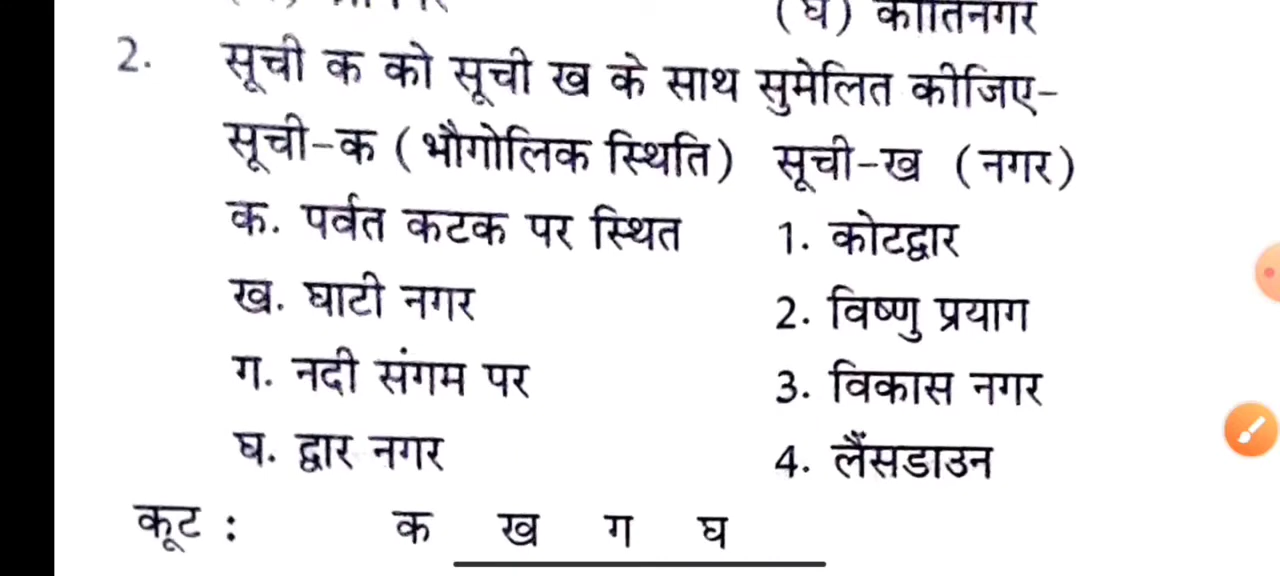 (घ) कीर्तिनगर
2. सूची क को सूची ख के साथ सुमेलित कीजिए-
सूची-क (भौगोलिक स्थिति) सूची-ख (नगर)
क. पर्वत कटक पर स्थित 1. कोटद्वार
ख. घाटी नगर 2. विष्णु प्रयाग
ग. नदी संगम पर 3. विकास नगर
घ. द्वार नगर 4. लैंसडाउन
कूट : क ख ग घ